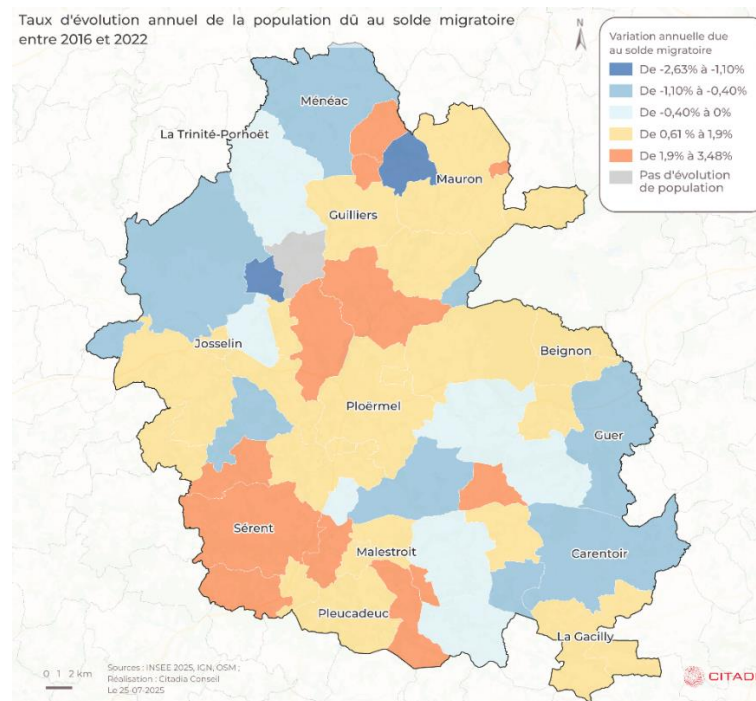 Taux d'évolution annuel de la population dû au solde migratoire
entre 2016 et 2022
N
Variation annuelle due
au solde migratoire
De -2,63% à -1,10%
De -1,10% à -0,40%
De -0,40% à 0%
De 0,61 % à 1,9%
De 1,9% à 3,48%
Pas d'évolution
de population
Ménéac
La Trinité-Porhoët
Mauron
Guilliers
Josselin
Beignon
Ploërmel
Guer
Sérent
Malestroit
Carentoir
Pleucadeuc
La Gacilly
0 1 2 km
Sources : INSEE 2025, IGN, OSM ;
Réalisation : Citadia Conseil
Le 25-07-2025
CITADI